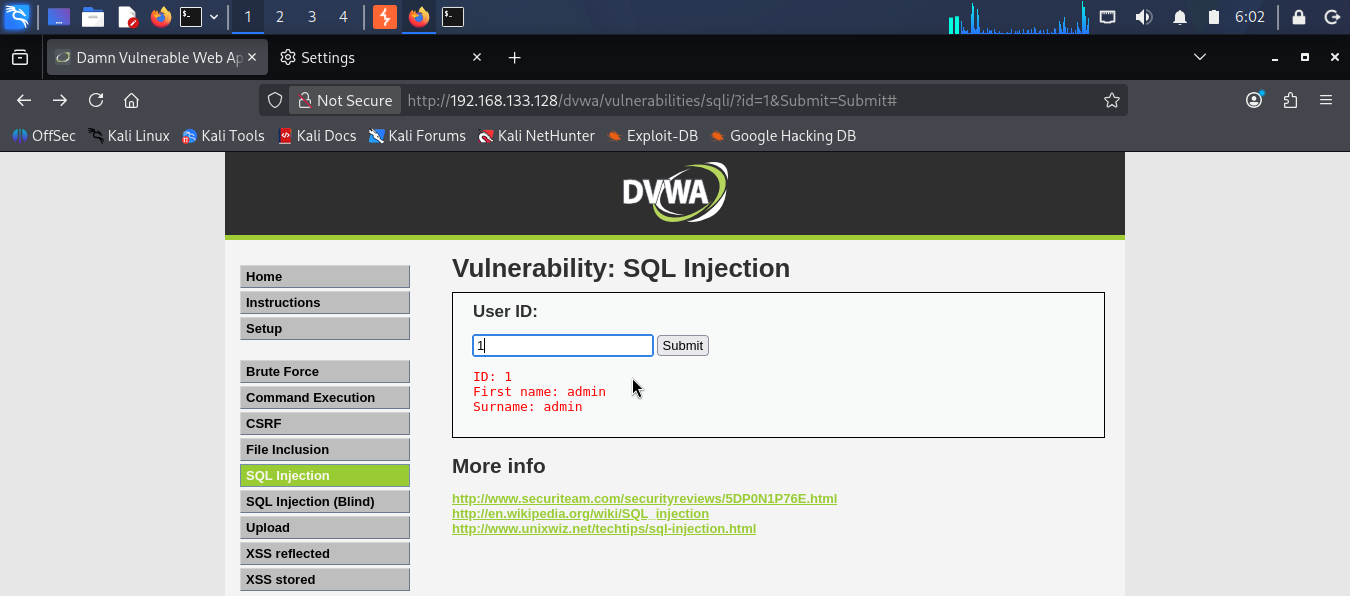 1 2 3 4 6:02
Damn Vulnerable Web Ap Settings
Not Secure http://192.168.133.128/dvwa/vulnerabilities/sqli/?id=1&Submit=Submit#
OffSec Kali Linux Kali Tools Kali Docs Kali Forums Kali NetHunter Exploit-DB Google Hacking DB
DVWA
Home
Instructions
Setup
Brute Force
Command Execution
CSRF
File Inclusion
SQL Injection
SQL Injection (Blind)
Upload
XSS reflected
XSS stored
Vulnerability: SQL Injection
User ID:
1 Submit
ID: 1
First name: admin
Surname: admin
More info
http://www.securiteam.com/securityreviews/5DP0N1P76E.html
http://en.wikipedia.org/wiki/SQL_injection
http://www.unixwiz.net/techtips/sql-injection.html